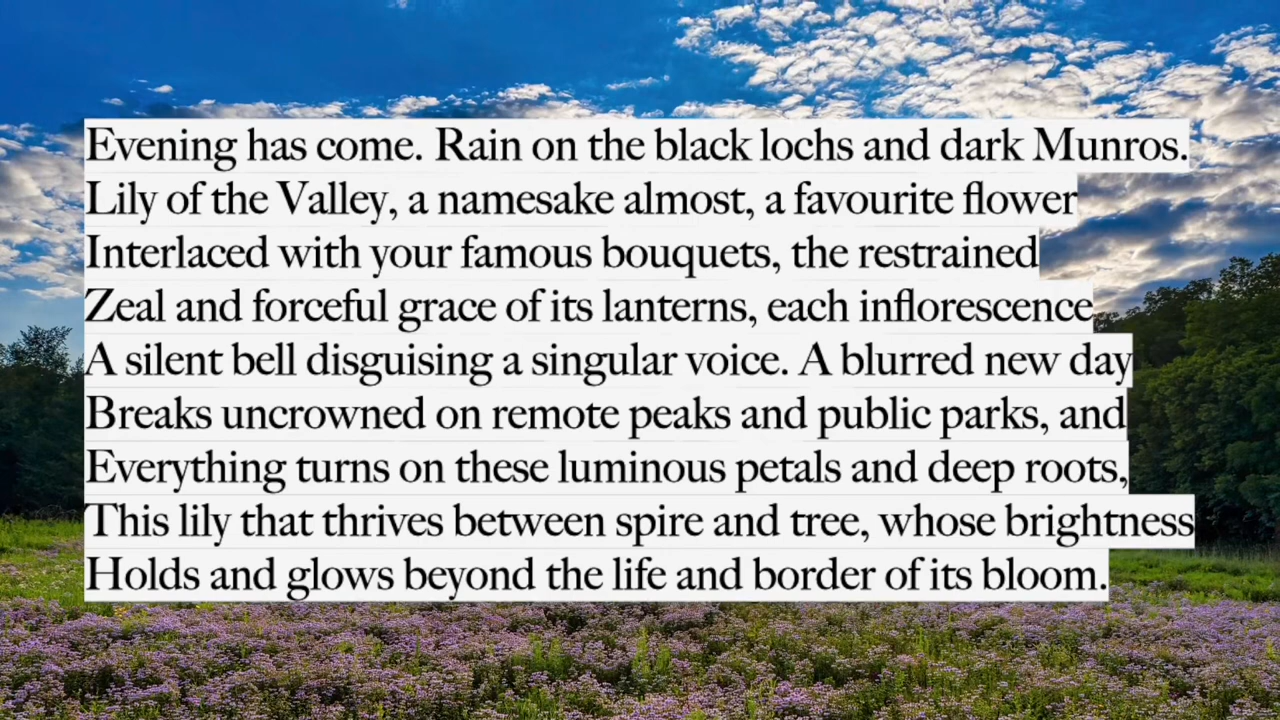 Evening has come. Rain on the black lochs and dark Munros.
Lily of the Valley, a namesake almost, a favourite flower
Interlaced with your famous bouquets, the restrained
Zeal and forceful grace of its lanterns, each inflorescence
A silent bell disguising a singular voice. A blurred new day
Breaks uncrowned on remote peaks and public parks, and
Everything turns on these luminous petals and deep roots,
This lily that thrives between spire and tree, whose brightness
Holds and glows beyond the life and border of its bloom.